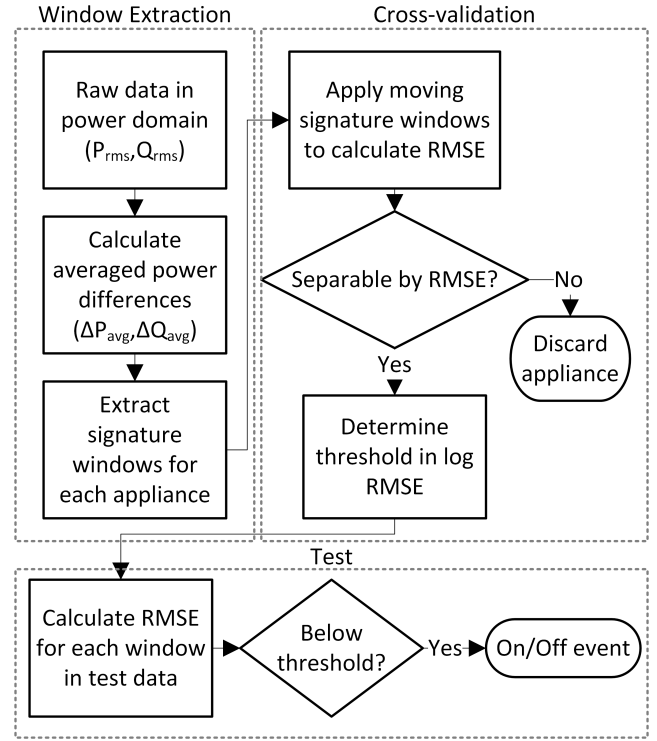 Window Extraction
Raw data in
power domain
(Prms,Qrms)
Calculate
averaged power
differences
(ΔPavg,ΔQavg)
Extract
signature
windows for
each appliance
Cross-validation
Apply moving
signature windows
to calculate RMSE
Separable by RMSE?
No
Discard
appliance
Yes
Determine
threshold in log
RMSE
Test
Calculate RMSE
for each window
in test data
Below
threshold?
Yes
On/Off event